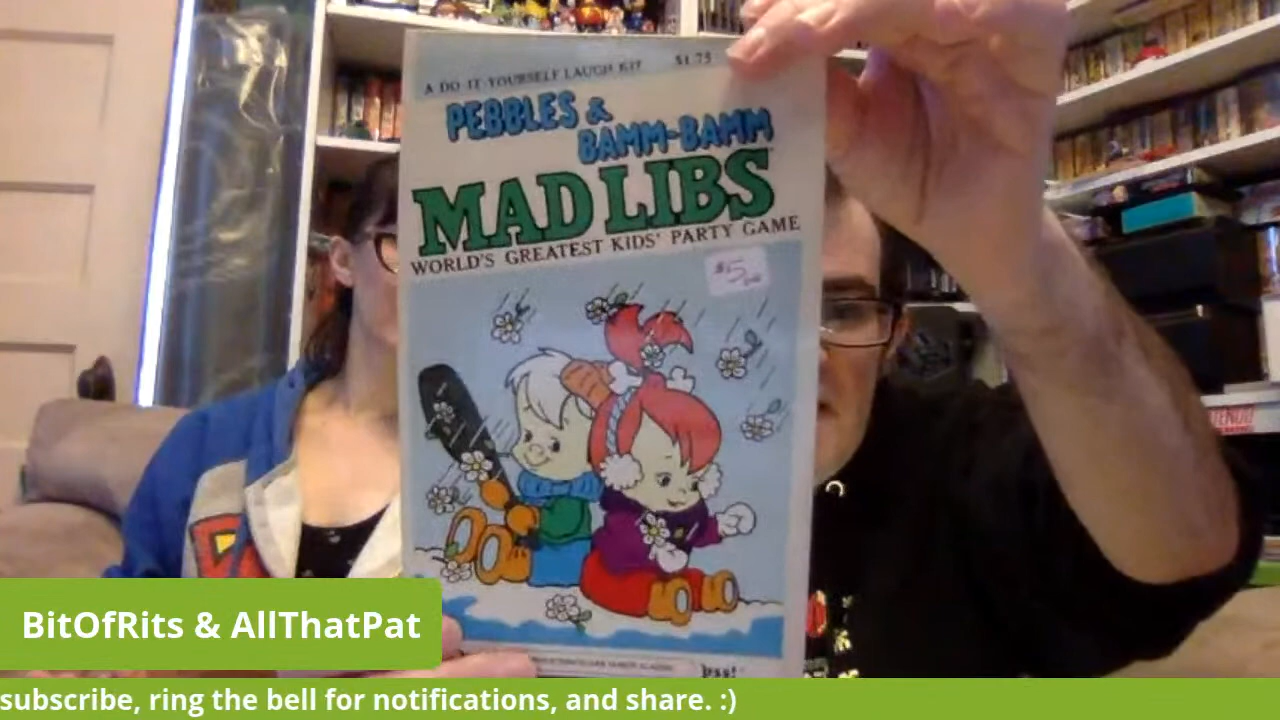 A DO-IT-YOURSELF LAUGH KIT $1.75
PEBBLES &
BAMM-BAMM
MAD LIBS
WORLD'S GREATEST KIDS' PARTY GAME
$5
BitOfRits & AllThatPat
subscribe, ring the bell for notifications, and share. :)